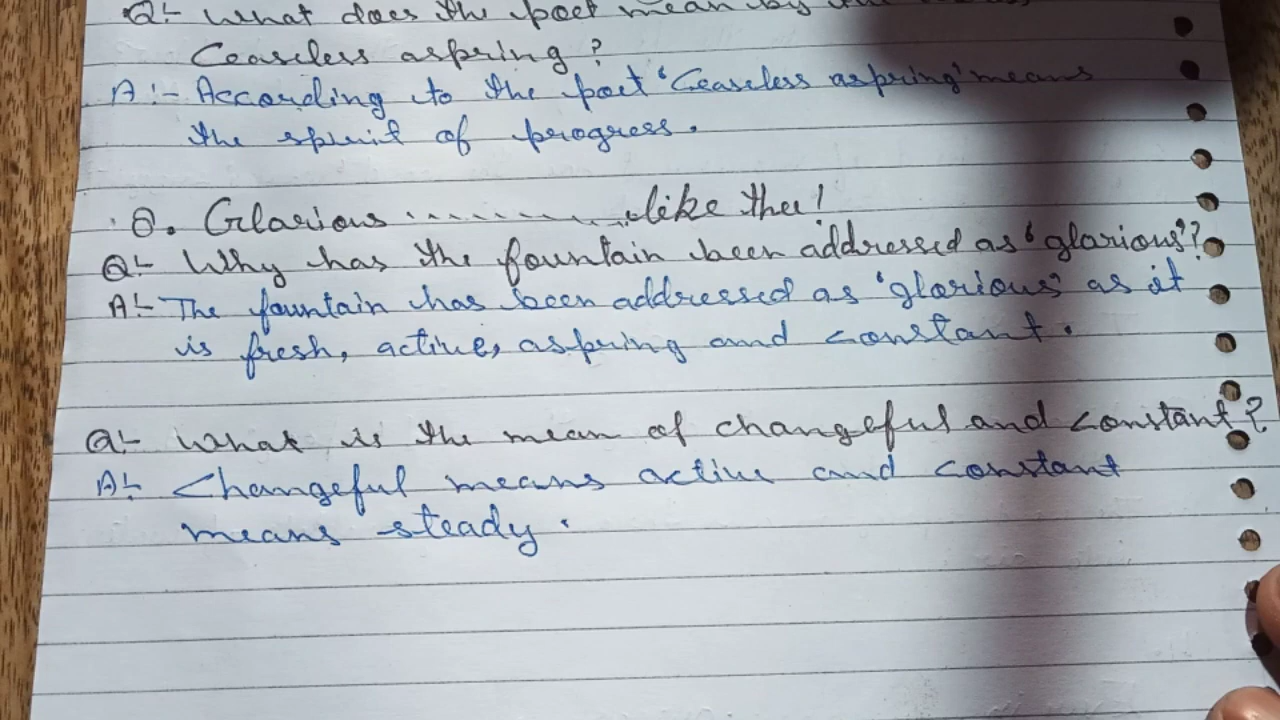 Q:- What does the poet mean by the
Ceaseless aspring ?
A :- According to the poet 'Ceaseless aspring' means
the spirit of progress.
Q. Glarious ............ like thee!
Q:- Why has the fountain been addressed as 'glarious'?
A:- The fountain has been addressed as 'glarious' as it
is fresh, active, aspring and constant.
Q:- What is the mean of changeful and constant?
A:- Changeful means active and constant
means steady.